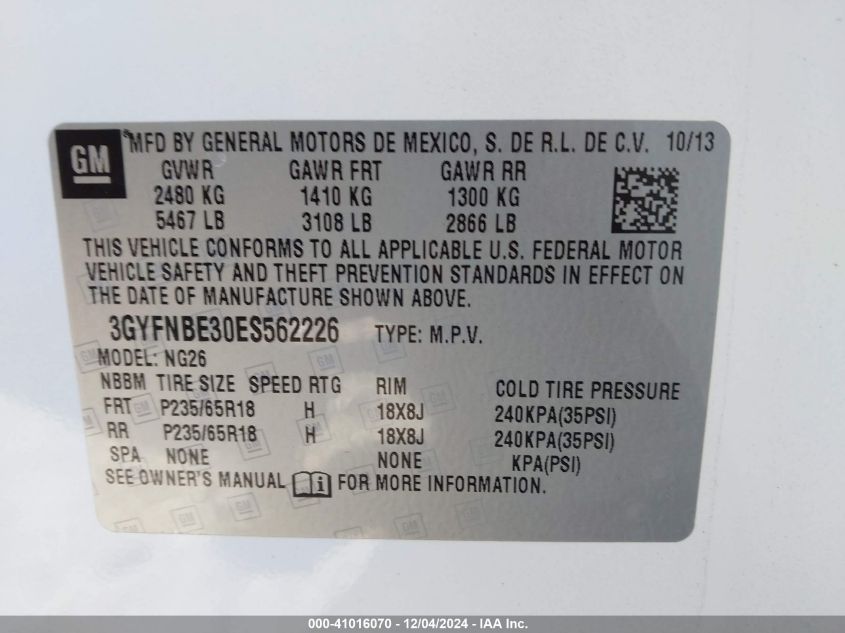 GM
MFD BY GENERAL MOTORS DE MEXICO, S. DE R.L. DE C.V. 10/13
GVWR GAWR FRT GAWR RR
2480 KG 1410 KG 1300 KG
5467 LB 3108 LB 2866 LB
THIS VEHICLE CONFORMS TO ALL APPLICABLE U.S. FEDERAL MOTOR
VEHICLE SAFETY AND THEFT PREVENTION STANDARDS IN EFFECT ON
THE DATE OF MANUFACTURE SHOWN ABOVE.
3GYFNBE30ES562226 TYPE: M.P.V.
MODEL: NG26
NBBM TIRE SIZE SPEED RTG RIM COLD TIRE PRESSURE
FRT P235/65R18 H 18X8J 240KPA(35PSI)
RR P235/65R18 H 18X8J 240KPA(35PSI)
SPA NONE NONE KPA(PSI)
SEE OWNER'S MANUAL i FOR MORE INFORMATION.
000-41016070 - 12/04/2024 - IAA Inc.